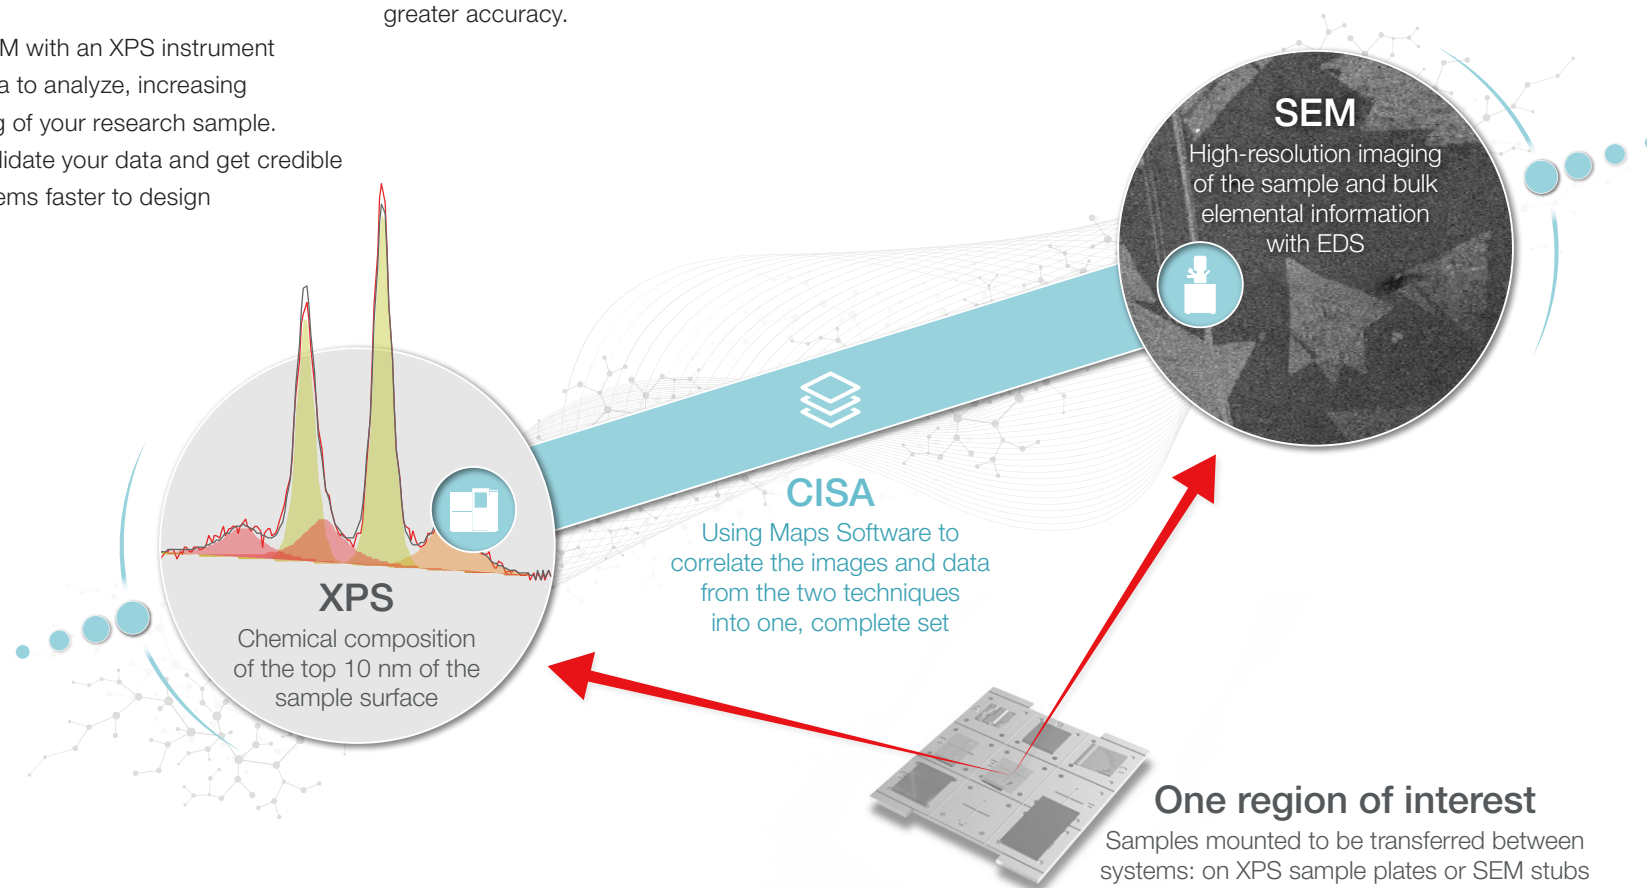 greater accuracy.
M with an XPS instrument
a to analyze, increasing
g of your research sample.
lidate your data and get credible
ems faster to design
SEM
High-resolution imaging
of the sample and bulk
elemental information
with EDS
CISA
Using Maps Software to
correlate the images and data
from the two techniques
into one, complete set
XPS
Chemical composition
of the top 10 nm of the
sample surface
One region of interest
Samples mounted to be transferred between
systems: on XPS sample plates or SEM stubs